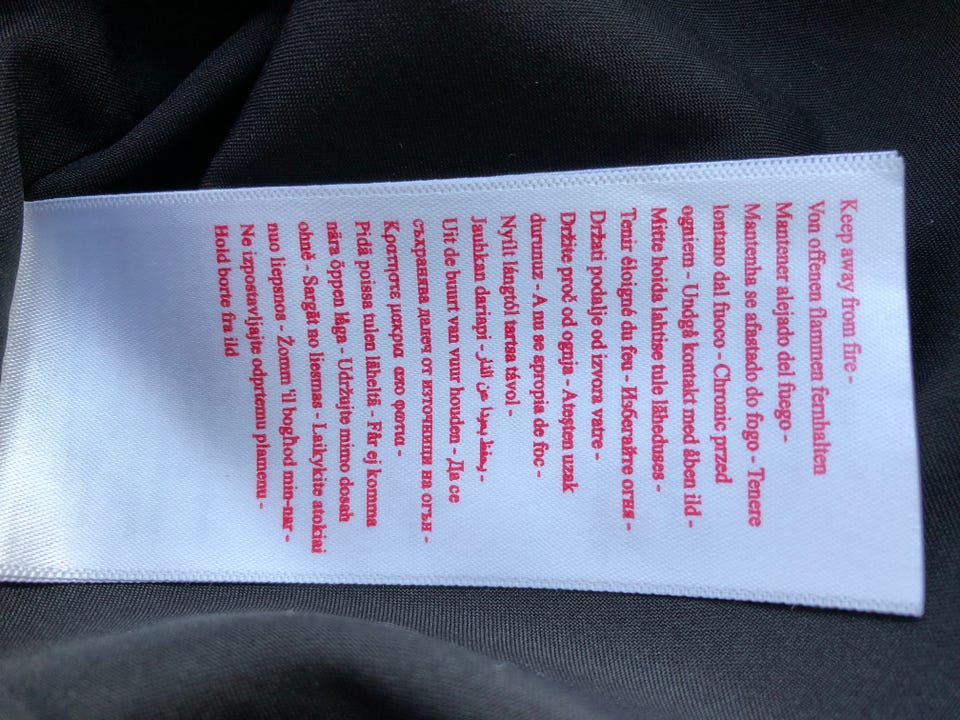 Keep away from fire -
Von offenen flammen fernhalten
Mantener alejado del fuego -
Mantenha se afastado do fogo - Tenere
lontano dal fuoco - Chronic przed
ogniem - Undgå kontakt med åben ild -
Mitte hoida lahtise tule läheduses -
Tenir éloigné du feu - Избегайте огня -
Držati podalje od izvora vatre -
Držite proč od ognja - Ateşten uzak
durunuz - A nu se apropia de foc -
Nyílt lángtól tartsa távol -
Jauhkan dariapi - يحفظ بعيدا عن النار -
Uit de buurt van vuur houden - Да се
съхранява далеч от източници на огън -
Κρατηστε μακρια απο φωτια -
Pidä poissa tulen läheltä - Får ej komma
nära öppen låga - Udržujte mimo dosah
ohně - Sargāt no liesmas - Laikykite atokiai
nuo liepanos - Żomm 'il bogħod min-nar -
Ne izpostavljajte odprtemu plamenu -
Hold borte fra ild